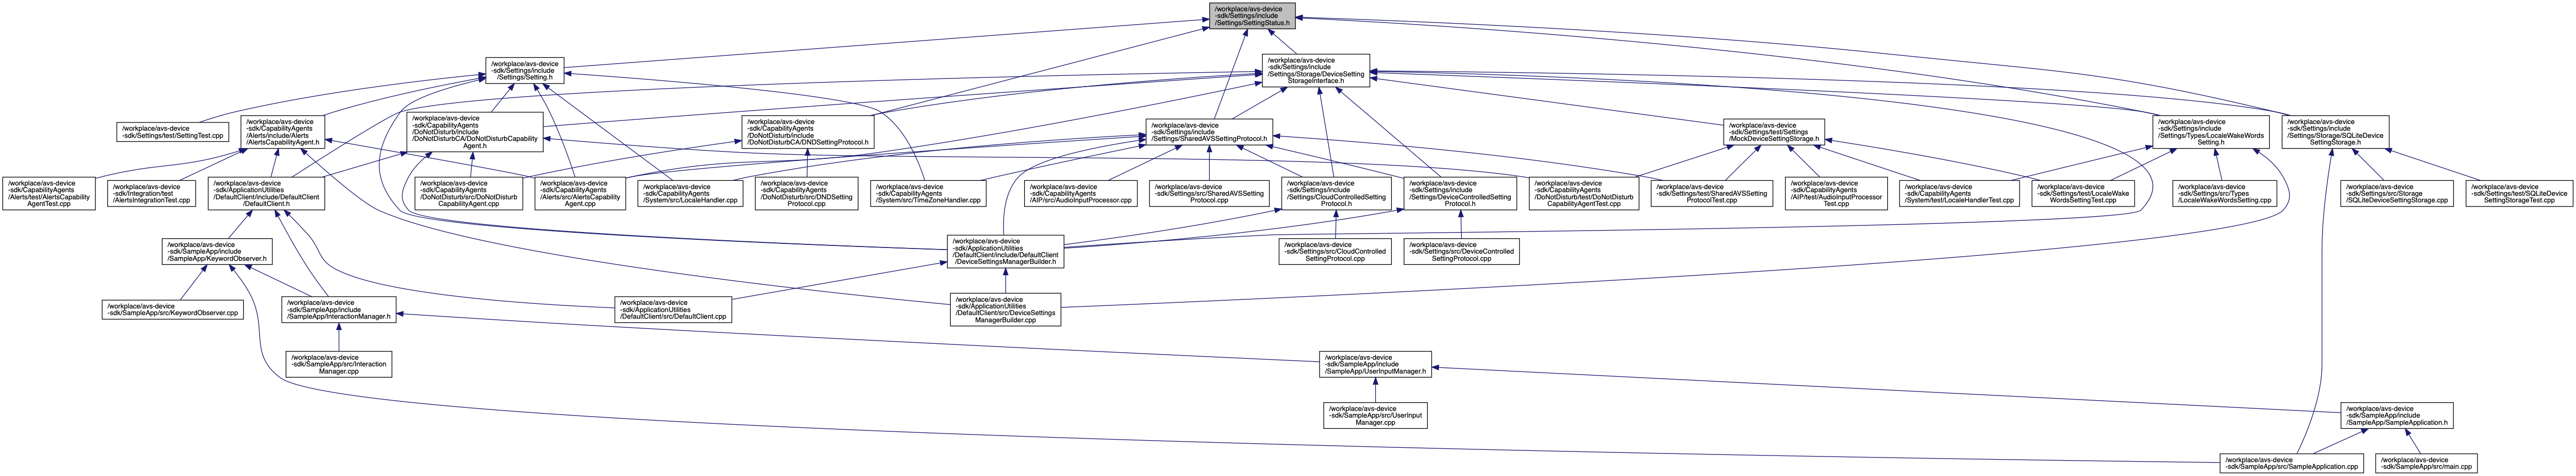 /workplace/avs-device
-sdk/Settings/include
/Settings/SettingStatus.h
/workplace/avs-device
-sdk/Settings/include
/Settings/Setting.h
/workplace/avs-device
-sdk/Settings/include
/Settings/Storage/DeviceSetting
StorageInterface.h
/workplace/avs-device
-sdk/Settings/test/SettingTest.cpp
/workplace/avs-device
-sdk/CapabilityAgents
/Alerts/include/Alerts
/AlertsCapabilityAgent.h
/workplace/avs-device
-sdk/CapabilityAgents
/DoNotDisturb/include
/DoNotDisturbCA/DoNotDisturbCapability
Agent.h
/workplace/avs-device
-sdk/CapabilityAgents
/DoNotDisturb/include
/DoNotDisturbCA/DNDSettingProtocol.h
/workplace/avs-device
-sdk/Settings/include
/Settings/SharedAVSSettingProtocol.h
/workplace/avs-device
-sdk/Settings/test/Settings
/MockDeviceSettingStorage.h
/workplace/avs-device
-sdk/Settings/include
/Settings/Types/LocaleWakeWords
Setting.h
/workplace/avs-device
-sdk/Settings/include
/Settings/Storage/SQLiteDevice
SettingStorage.h
/workplace/avs-device
-sdk/CapabilityAgents
/Alerts/test/AlertsCapability
AgentTest.cpp
/workplace/avs-device
-sdk/Integration/test
/AlertsIntegrationTest.cpp
/workplace/avs-device
-sdk/ApplicationUtilities
/DefaultClient/include/DefaultClient
/DefaultClient.h
/workplace/avs-device
-sdk/CapabilityAgents
/DoNotDisturb/src/DoNotDisturb
CapabilityAgent.cpp
/workplace/avs-device
-sdk/CapabilityAgents
/Alerts/src/AlertsCapability
Agent.cpp
/workplace/avs-device
-sdk/CapabilityAgents
/System/src/LocaleHandler.cpp
/workplace/avs-device
-sdk/CapabilityAgents
/DoNotDisturb/src/DNDSetting
Protocol.cpp
/workplace/avs-device
-sdk/CapabilityAgents
/System/src/TimeZoneHandler.cpp
/workplace/avs-device
-sdk/CapabilityAgents
/AIP/src/AudioInputProcessor.cpp
/workplace/avs-device
-sdk/Settings/src/SharedAVSSetting
Protocol.cpp
/workplace/avs-device
-sdk/Settings/include
/Settings/CloudControlledSetting
Protocol.h
/workplace/avs-device
-sdk/Settings/include
/Settings/DeviceControlledSetting
Protocol.h
/workplace/avs-device
-sdk/CapabilityAgents
/DoNotDisturb/test/DoNotDisturb
CapabilityAgentTest.cpp
/workplace/avs-device
-sdk/Settings/test/SharedAVSSetting
ProtocolTest.cpp
/workplace/avs-device
-sdk/CapabilityAgents
/AIP/test/AudioInputProcessor
Test.cpp
/workplace/avs-device
-sdk/CapabilityAgents
/System/test/LocaleHandlerTest.cpp
/workplace/avs-device
-sdk/Settings/test/LocaleWake
WordsSettingTest.cpp
/workplace/avs-device
-sdk/Settings/src/Types
/LocaleWakeWordsSetting.cpp
/workplace/avs-device
-sdk/Settings/src/Storage
/SQLiteDeviceSettingStorage.cpp
/workplace/avs-device
-sdk/Settings/test/SQLiteDevice
SettingStorageTest.cpp
/workplace/avs-device
-sdk/SampleApp/include
/SampleApp/KeywordObserver.h
/workplace/avs-device
-sdk/ApplicationUtilities
/DefaultClient/include/DefaultClient
/DeviceSettingsManagerBuilder.h
/workplace/avs-device
-sdk/Settings/src/CloudControlled
SettingProtocol.cpp
/workplace/avs-device
-sdk/Settings/src/DeviceControlled
SettingProtocol.cpp
/workplace/avs-device
-sdk/SampleApp/src/KeywordObserver.cpp
/workplace/avs-device
-sdk/SampleApp/include
/SampleApp/InteractionManager.h
/workplace/avs-device
-sdk/ApplicationUtilities
/DefaultClient/src/DefaultClient.cpp
/workplace/avs-device
-sdk/ApplicationUtilities
/DefaultClient/src/DeviceSettings
ManagerBuilder.cpp
/workplace/avs-device
-sdk/SampleApp/src/Interaction
Manager.cpp
/workplace/avs-device
-sdk/SampleApp/include
/SampleApp/UserInputManager.h
/workplace/avs-device
-sdk/SampleApp/src/UserInput
Manager.cpp
/workplace/avs-device
-sdk/SampleApp/include
/SampleApp/SampleApplication.h
/workplace/avs-device
-sdk/SampleApp/src/SampleApplication.cpp
/workplace/avs-device
-sdk/SampleApp/src/main.cpp